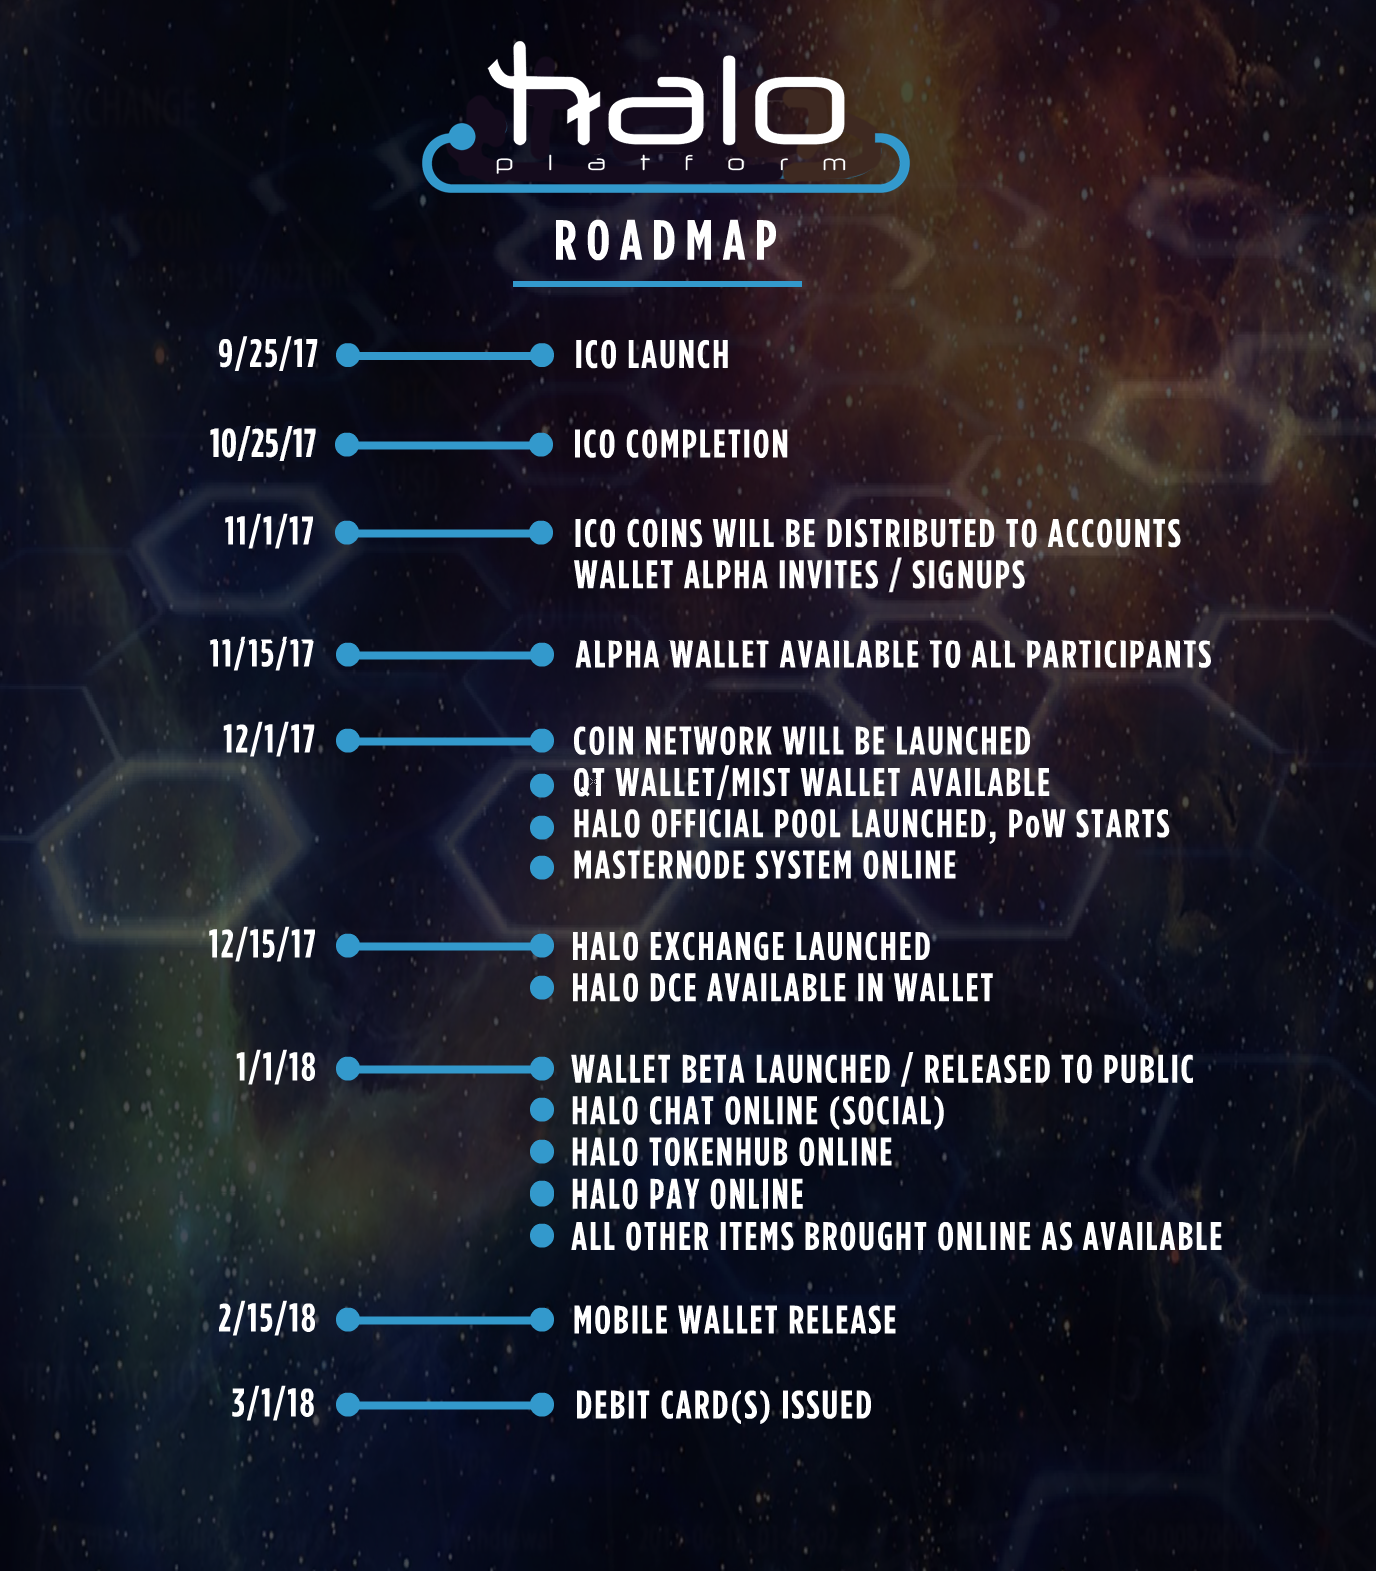 halo
platform
ROADMAP
9/25/17 ICO LAUNCH
10/25/17 ICO COMPLETION
11/1/17 ICO COINS WILL BE DISTRIBUTED TO ACCOUNTS
WALLET ALPHA INVITES / SIGNUPS
11/15/17 ALPHA WALLET AVAILABLE TO ALL PARTICIPANTS
12/1/17 COIN NETWORK WILL BE LAUNCHED
QT WALLET/MIST WALLET AVAILABLE
HALO OFFICIAL POOL LAUNCHED, PoW STARTS
MASTERNODE SYSTEM ONLINE
12/15/17 HALO EXCHANGE LAUNCHED
HALO DCE AVAILABLE IN WALLET
1/1/18 WALLET BETA LAUNCHED / RELEASED TO PUBLIC
HALO CHAT ONLINE (SOCIAL)
HALO TOKENHUB ONLINE
HALO PAY ONLINE
ALL OTHER ITEMS BROUGHT ONLINE AS AVAILABLE
2/15/18 MOBILE WALLET RELEASE
3/1/18 DEBIT CARD(S) ISSUED